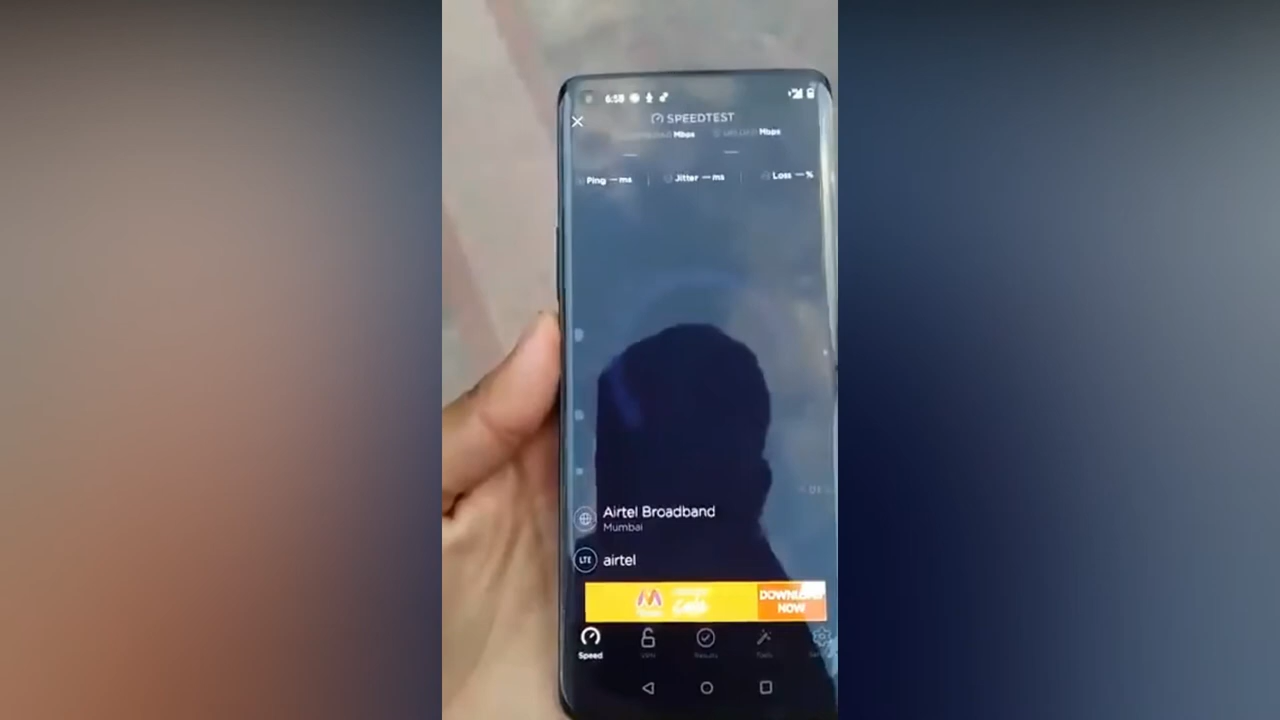 6:58
SPEEDTEST
Mbps Mbps
Ping — ms Jitter — ms Loss — %
Airtel Broadband
Mumbai
LTE airtel
DOWNLOAD
NOW
Speed
Results
Tools